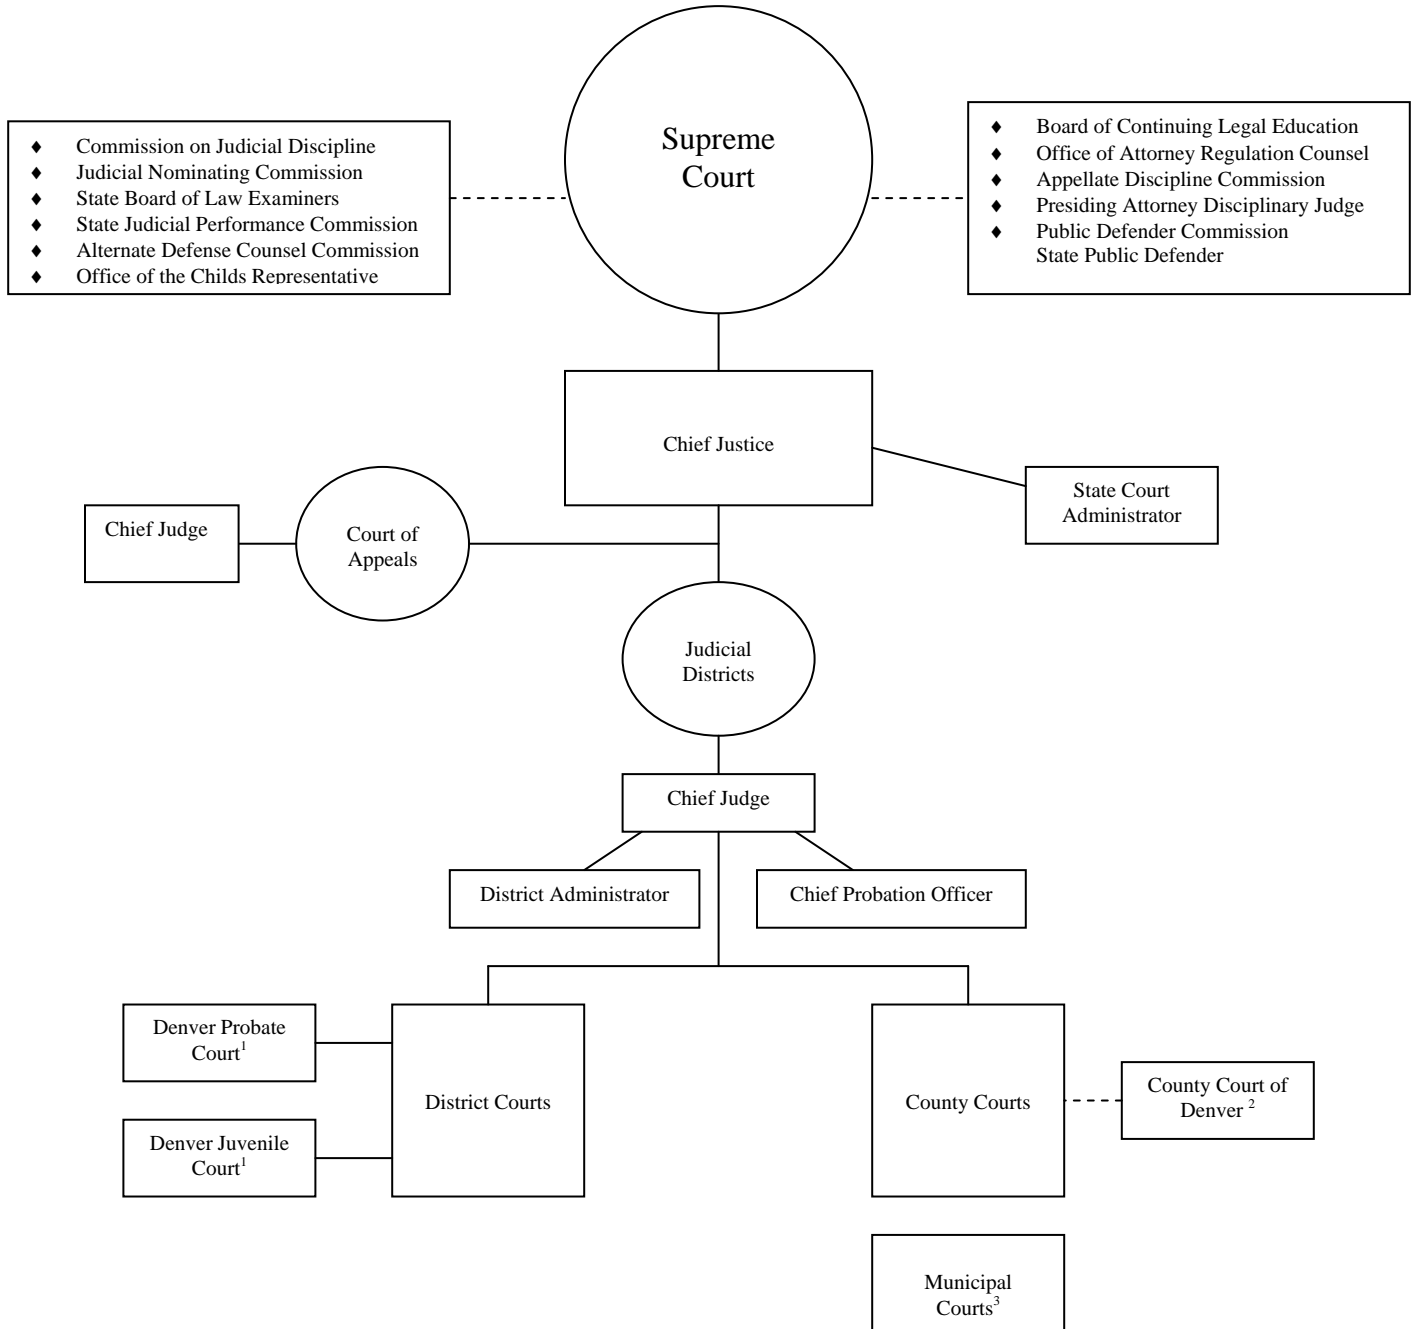 Supreme
Court
◆ Commission on Judicial Discipline
◆ Judicial Nominating Commission
◆ State Board of Law Examiners
◆ State Judicial Performance Commission
◆ Alternate Defense Counsel Commission
◆ Office of the Childs Representative
◆ Board of Continuing Legal Education
◆ Office of Attorney Regulation Counsel
◆ Appellate Discipline Commission
◆ Presiding Attorney Disciplinary Judge
◆ Public Defender Commission
State Public Defender
Chief Justice
State Court
Administrator
Chief Judge
Court of
Appeals
Judicial
Districts
Chief Judge
District Administrator
Chief Probation Officer
Denver Probate
Court¹
Denver Juvenile
Court¹
District Courts
County Courts
County Court of
Denver ²
Municipal
Courts³